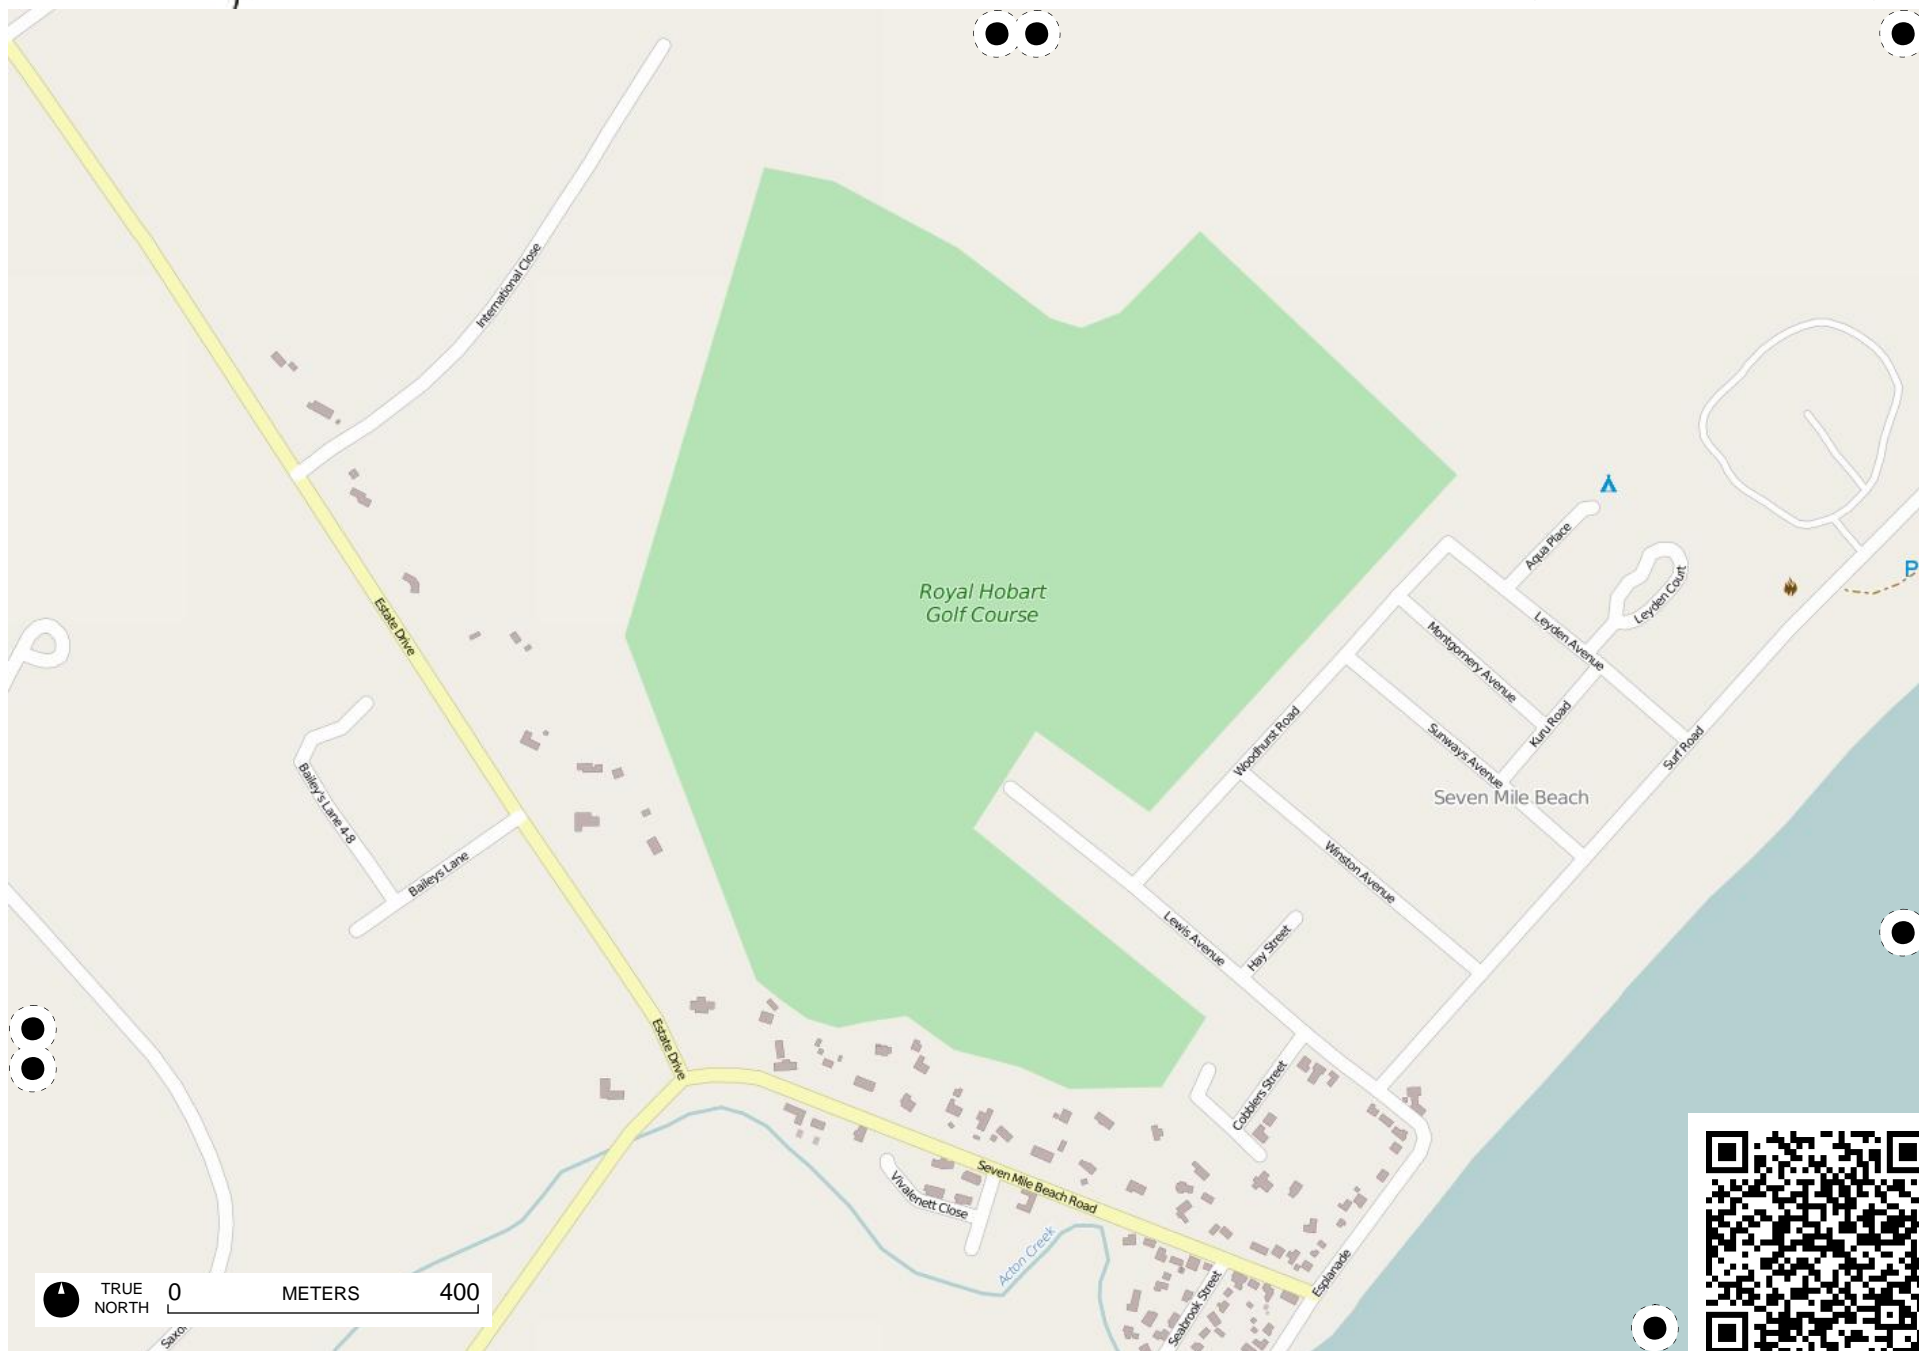 International Close
Estate Drive
Royal Hobart
Golf Course
Aqua Place
Leyden Court
P
Leyden Avenue
Montgomery Avenue
Kuru Road
Sunways Avenue
Surf Road
Woodhurst Road
Seven Mile Beach
Bailey's Lane 4-8
Baileys Lane
Winston Avenue
Lewis Avenue
Hay Street
Estate Drive
Cobblers Street
Seven Mile Beach Road
Vivalenett Close
Acton Creek
Esplanade
Seabrook Street
TRUE
NORTH
0 METERS 400